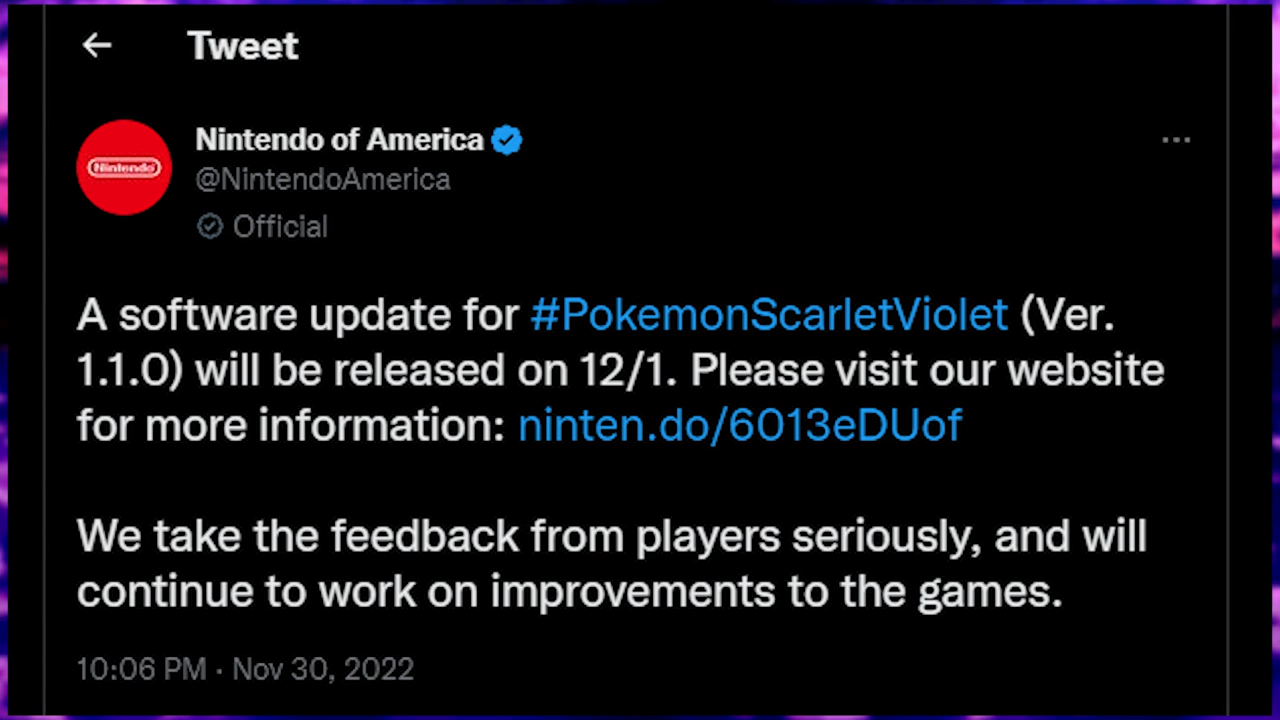 Tweet
Nintendo of America
Nintendo
@NintendoAmerica
Official
A software update for #PokemonScarletViolet (Ver.
1.1.0) will be released on 12/1. Please visit our website
for more information: ninten.do/6013eDUof
We take the feedback from players seriously, and will
continue to work on improvements to the games.
10:06 PM · Nov 30, 2022